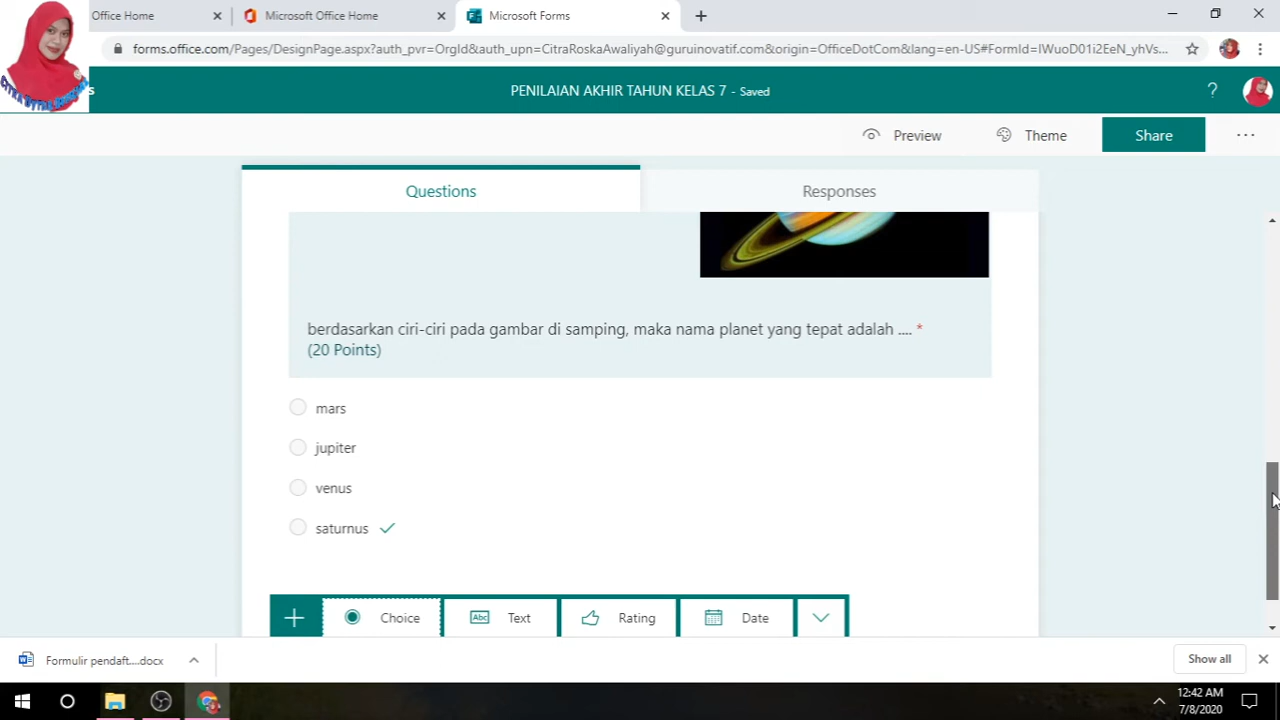 Office Home
Microsoft Office Home
Microsoft Forms
forms.office.com/Pages/DesignPage.aspx?auth_pvr=OrgId&auth_upn=CitraRoskaAwaliyah@guruinovatif.com&origin=OfficeDotCom&lang=en-US#FormId=IWuoD01i2EeN_yhVs...
PENILAIAN AKHIR TAHUN KELAS 7 - Saved
?
Preview
Theme
Share
Questions
Responses
berdasarkan ciri-ciri pada gambar di samping, maka nama planet yang tepat adalah .... *
(20 Points)
mars
jupiter
venus
saturnus
Choice
Abc Text
Rating
Date
Formulir pendaft....docx
Show all
12:42 AM
7/8/2020